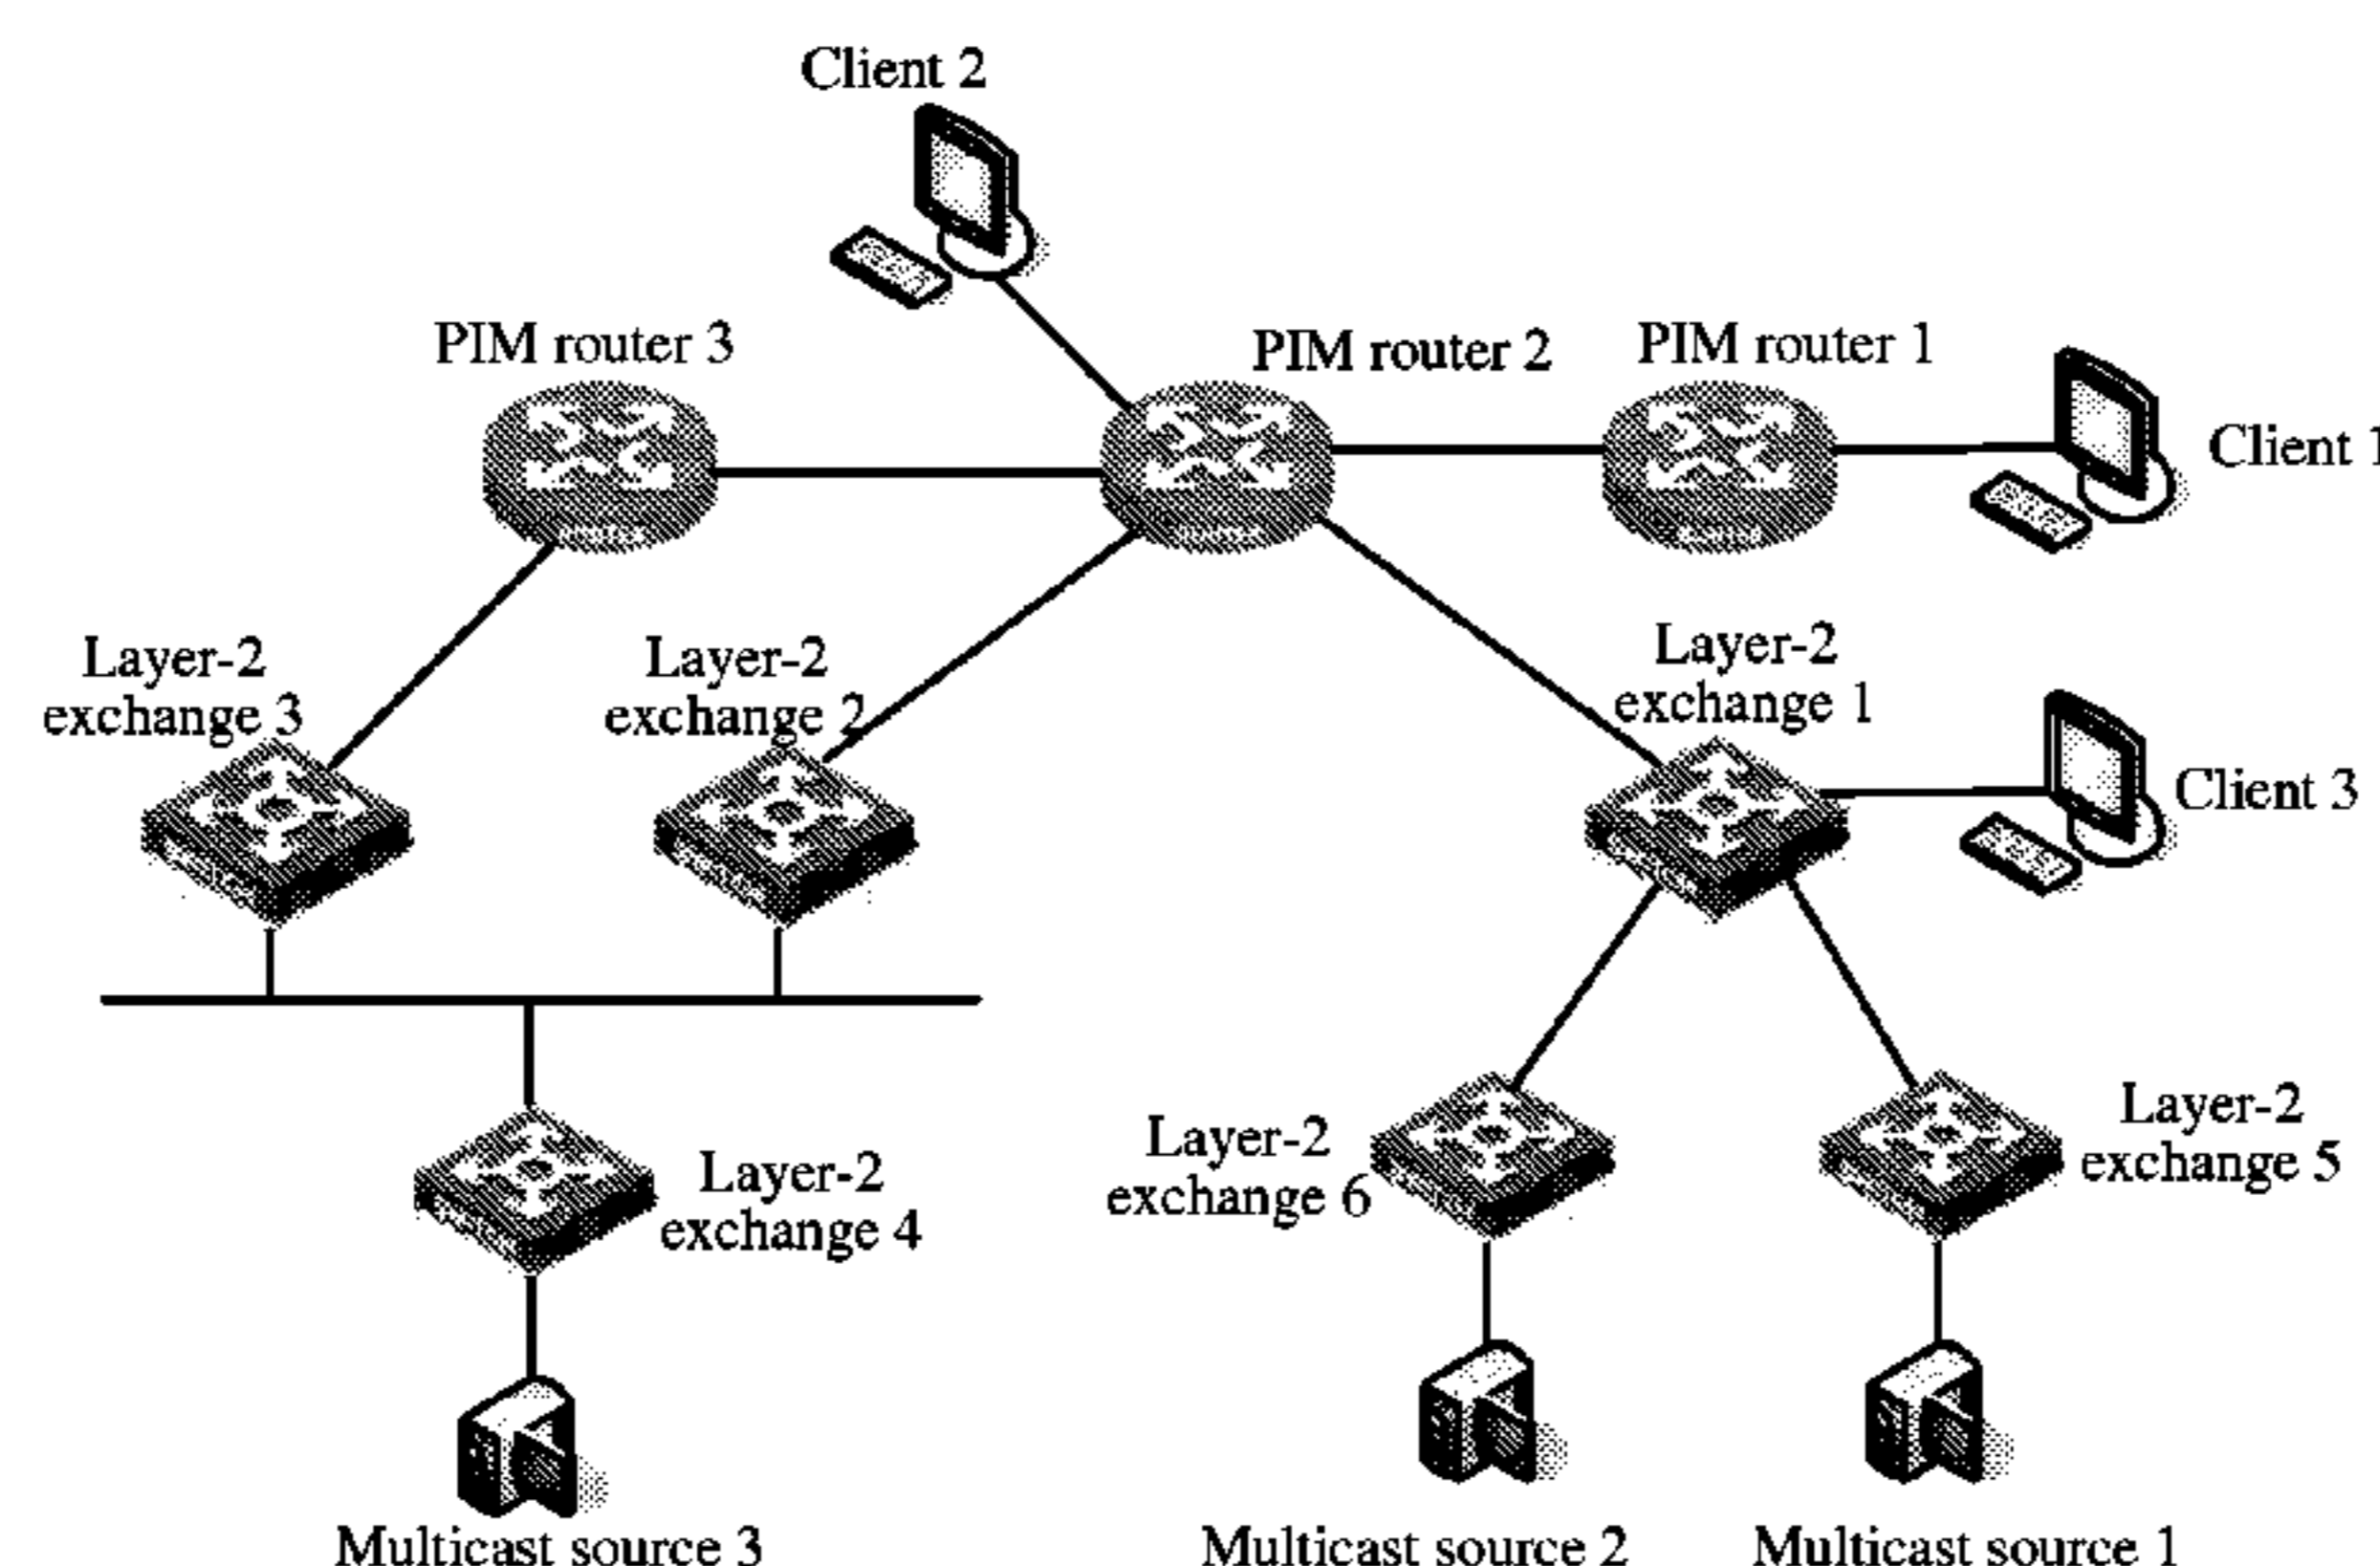 Client 2
PIM router 3
PIM router 2
PIM router 1
Client 1
Layer-2
exchange 3
Layer-2
exchange 2
Layer-2
exchange 1
Client 3
Layer-2
exchange 4
Layer-2
exchange 6
Layer-2
exchange 5
Multicast source 3
Multicast source 2
Multicast source 1